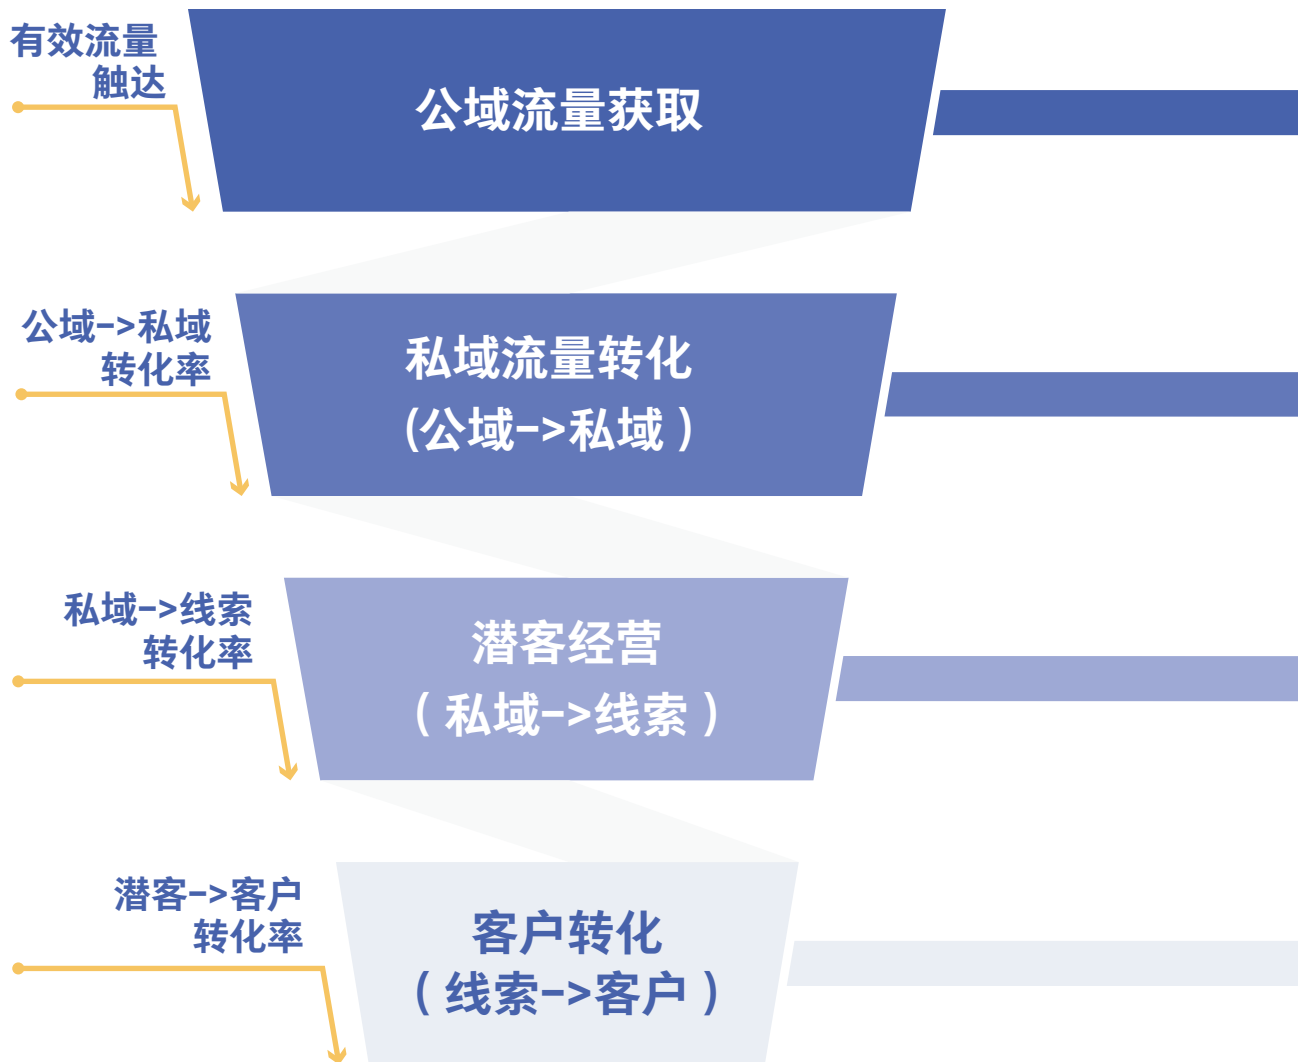 有效流量
触达
公域流量获取
公域->私域
转化率
私域流量转化
(公域->私域)
私域->线索
转化率
潜客经营
(私域->线索)
潜客->客户
转化率
客户转化
(线索->客户)